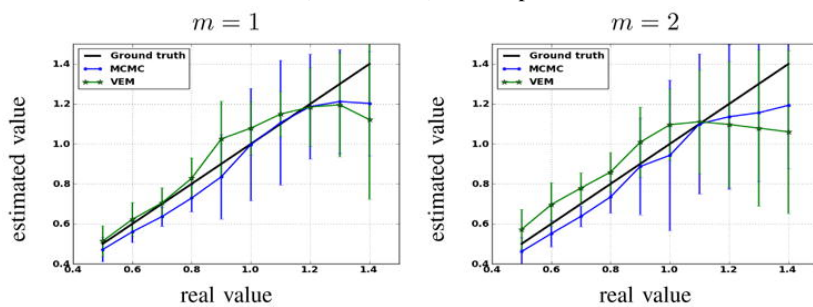 m = 1
1.4
1.2
1.0
0.8
0.6
0.4
estimated value
Ground truth
MCMC
VEM
0.4 0.6 0.8 1.0 1.2 1.4
real value
m = 2
1.4
1.2
1.0
0.8
0.6
0.4
estimated value
Ground truth
MCMC
VEM
0.4 0.6 0.8 1.0 1.2 1.4
real value